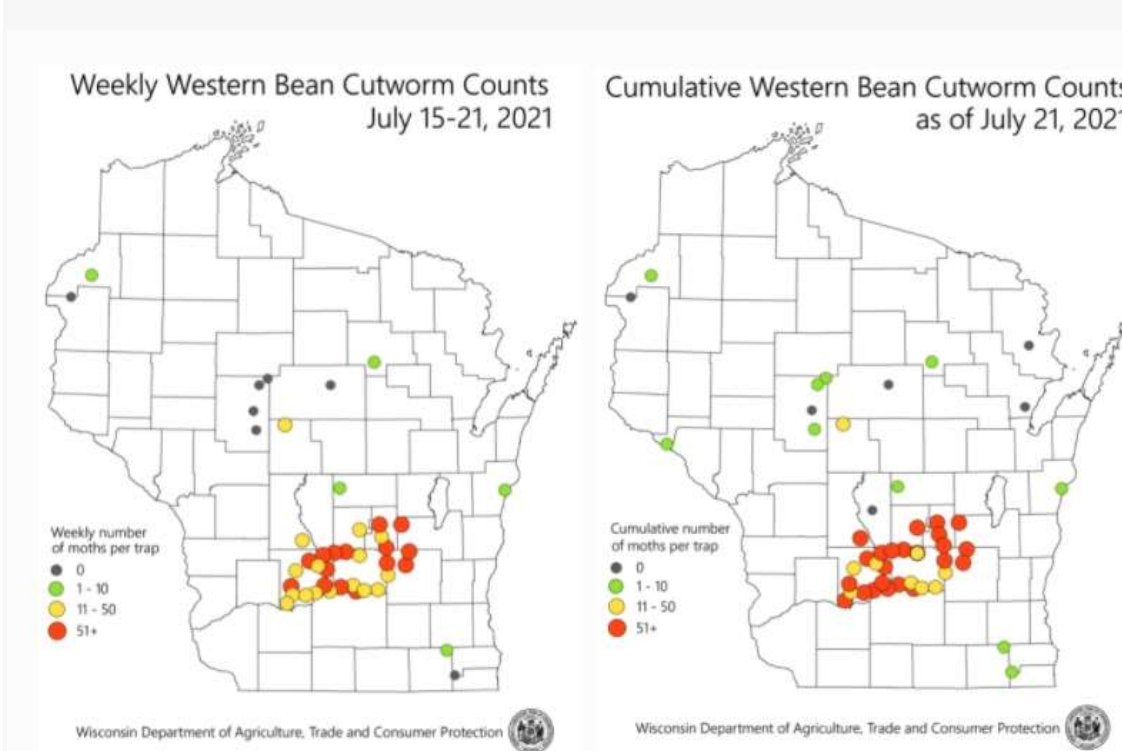 Weekly Western Bean Cutworm Counts
July 15-21, 2021
Weekly number
of moths per trap
0
1 - 10
11 - 50
51+
Wisconsin Department of Agriculture, Trade and Consumer Protection
Cumulative Western Bean Cutworm Counts
as of July 21, 2021
Cumulative number
of moths per trap
0
1 - 10
11 - 50
51+
Wisconsin Department of Agriculture, Trade and Consumer Protection